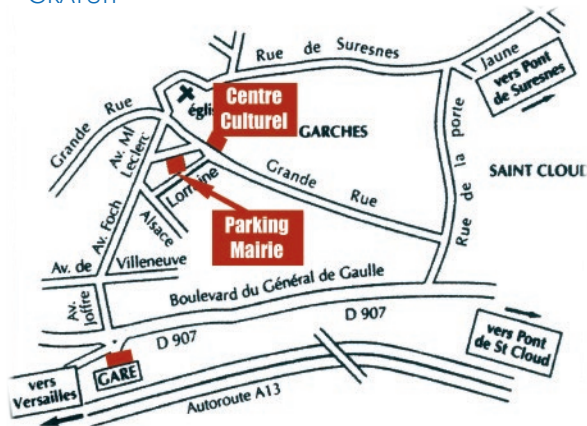 GRATUIT
Rue de Suresnes
Jaune
vers Pont
de Suresnes
église
Centre
Culturel
GARCHES
Grande Rue
Av. Ml
Leclerc
Lorraine
Grande Rue
Rue de la porte
SAINT CLOUD
Alsace
Parking
Mairie
Av. Foch
Av. de Villeneuve
Boulevard du Général de Gaulle
Av.
Joffre
D 907
D 907
vers Pont
de St Cloud
GARE
vers
Versailles
Autoroute A13